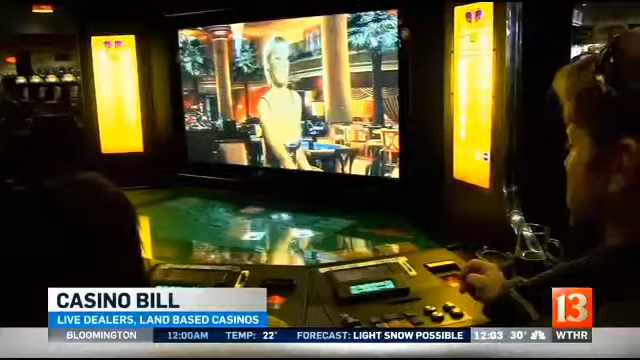 CASINO BILL
LIVE DEALERS, LAND BASED CASINOS
13
WTHR
BLOOMINGTON 12:00AM TEMP: 22° FORECAST: LIGHT SNOW POSSIBLE 12:03 30° NBC